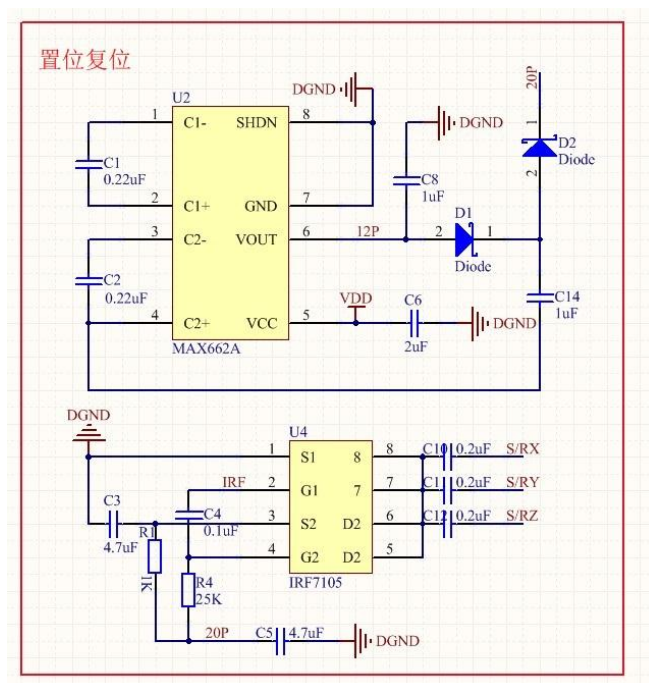 置位复位
DGND
20P
U2
1 C1- SHDN 8
DGND
1
D2
Diode
2
C1
0.22uF
C8
1uF
2 C1+ GND 7
D1
3 C2- VOUT 6 12P 2 1
Diode
C2
0.22uF
VDD
C6
C14
1uF
4 C2+ VCC 5
DGND
2uF
MAX662A
DGND
U4
1 S1 8 8 C10 0.2uF S/RX
IRF 2 G1 7 7 0.2uF S/RY
C3
4.7uF
C4
0.1uF
3 S2 D2 6 C12 0.2uF S/RZ
R1
1K
4 G2 D2 5
R4
25K
IRF7105
20P C5 4.7uF DGND